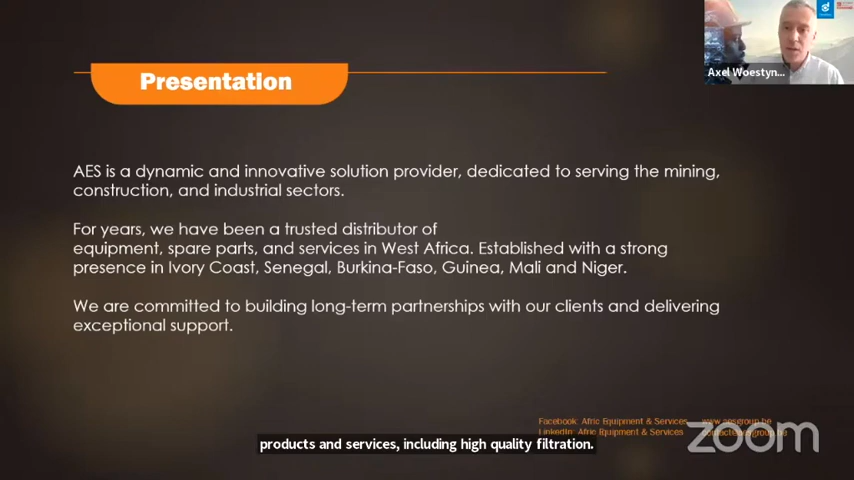 Presentation
Axel Woestyn...
AES is a dynamic and innovative solution provider, dedicated to serving the mining,
construction, and industrial sectors.
For years, we have been a trusted distributor of
equipment, spare parts, and services in West Africa. Established with a strong
presence in Ivory Coast, Senegal, Burkina-Faso, Guinea, Mali and Niger.
We are committed to building long-term partnerships with our clients and delivering
exceptional support.
Facebook: Afric Equipment & Services
LinkedIn: Afric Equipment & Services
products and services, including high quality filtration.
zoom